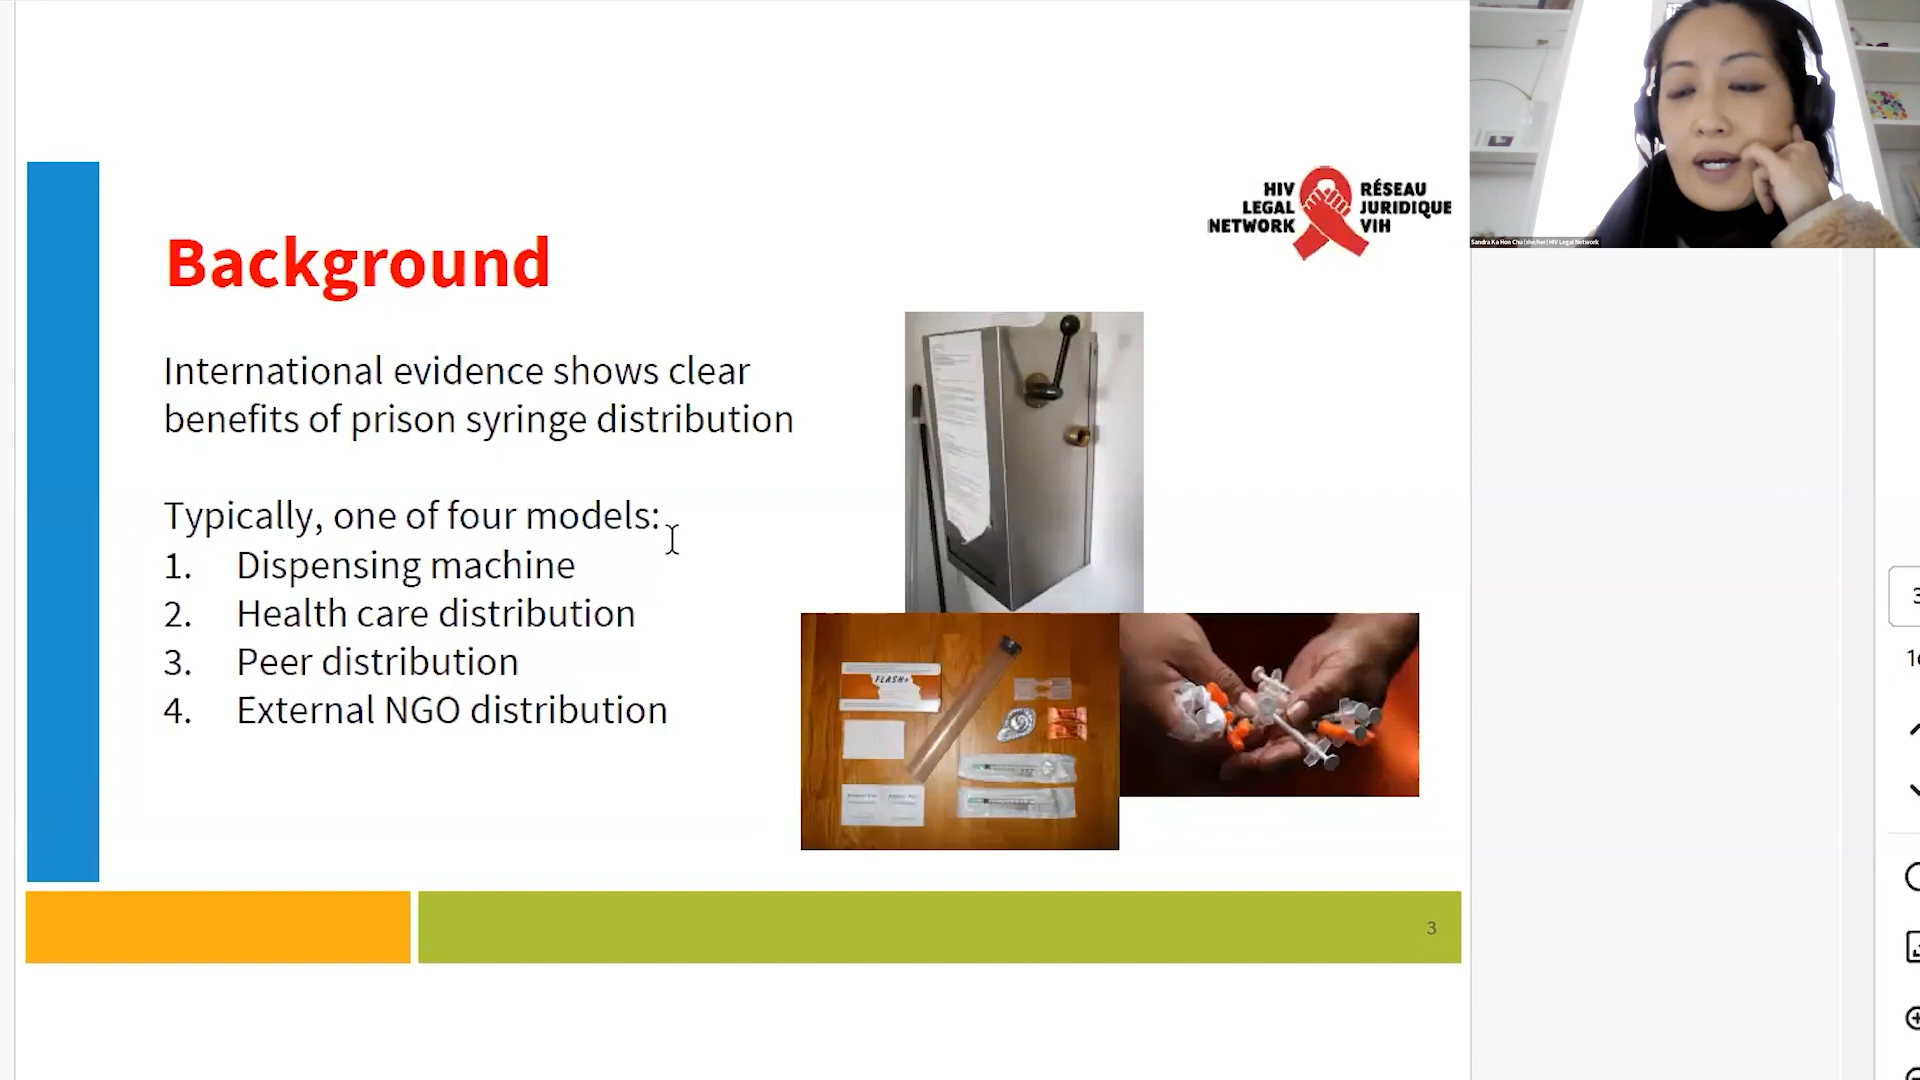 HIV
LEGAL
NETWORK
RÉSEAU
JURIDIQUE
VIH
Sandra Ka Hon Chu (she/her) HIV Legal Network
Background
International evidence shows clear
benefits of prison syringe distribution
Typically, one of four models:
1. Dispensing machine
2. Health care distribution
3. Peer distribution
4. External NGO distribution
FLASH+
3